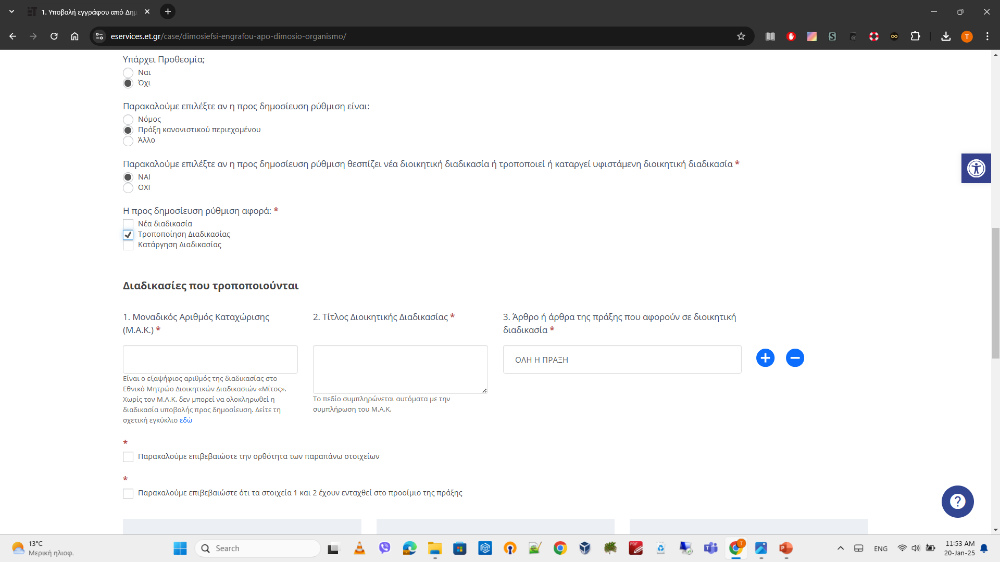 1. Υποβολή εγγράφου από Δημ
eservices.et.gr/case/dimosiefsi-engrafou-apo-dimosio-organismo/
T
Υπάρχει Προθεσμία;
Ναι
Όχι
Παρακαλούμε επιλέξτε αν η προς δημοσίευση ρύθμιση είναι:
Νόμος
Πράξη κανονιστικού περιεχομένου
Άλλο
Παρακαλούμε επιλέξτε αν η προς δημοσίευση ρύθμιση θεσπίζει νέα διοικητική διαδικασία ή τροποποιεί ή καταργεί υφιστάμενη διοικητική διαδικασία *
ΝΑΙ
ΟΧΙ
Η προς δημοσίευση ρύθμιση αφορά: *
Νέα διαδικασία
Τροποποίηση Διαδικασίας
Κατάργηση Διαδικασίας
Διαδικασίες που τροποποιούνται
1. Μοναδικός Αριθμός Καταχώρισης
(Μ.Α.Κ.) *
2. Τίτλος Διοικητικής Διαδικασίας *
3. Άρθρο ή άρθρα της πράξης που αφορούν σε διοικητική
διαδικασία *
ΟΛΗ Η ΠΡΑΞΗ
Είναι ο εξαψήφιος αριθμός της διαδικασίας στο
Εθνικό Μητρώο Διοικητικών Διαδικασιών «Μίτος».
Χωρίς τον Μ.Α.Κ. δεν μπορεί να ολοκληρωθεί η
διαδικασία υποβολής προς δημοσίευση. Δείτε τη
σχετική εγκύκλιο εδώ
Το πεδίο συμπληρώνεται αυτόματα με την
συμπλήρωση του Μ.Α.Κ.
*
Παρακαλούμε επιβεβαιώστε την ορθότητα των παραπάνω στοιχείων
*
Παρακαλούμε επιβεβαιώστε ότι τα στοιχεία 1 και 2 έχουν ενταχθεί στο προοίμιο της πράξης
?
13°C
Μερική ηλιοφ.
Search
PDF
T
ENG
11:53 AM
20-Jan-25